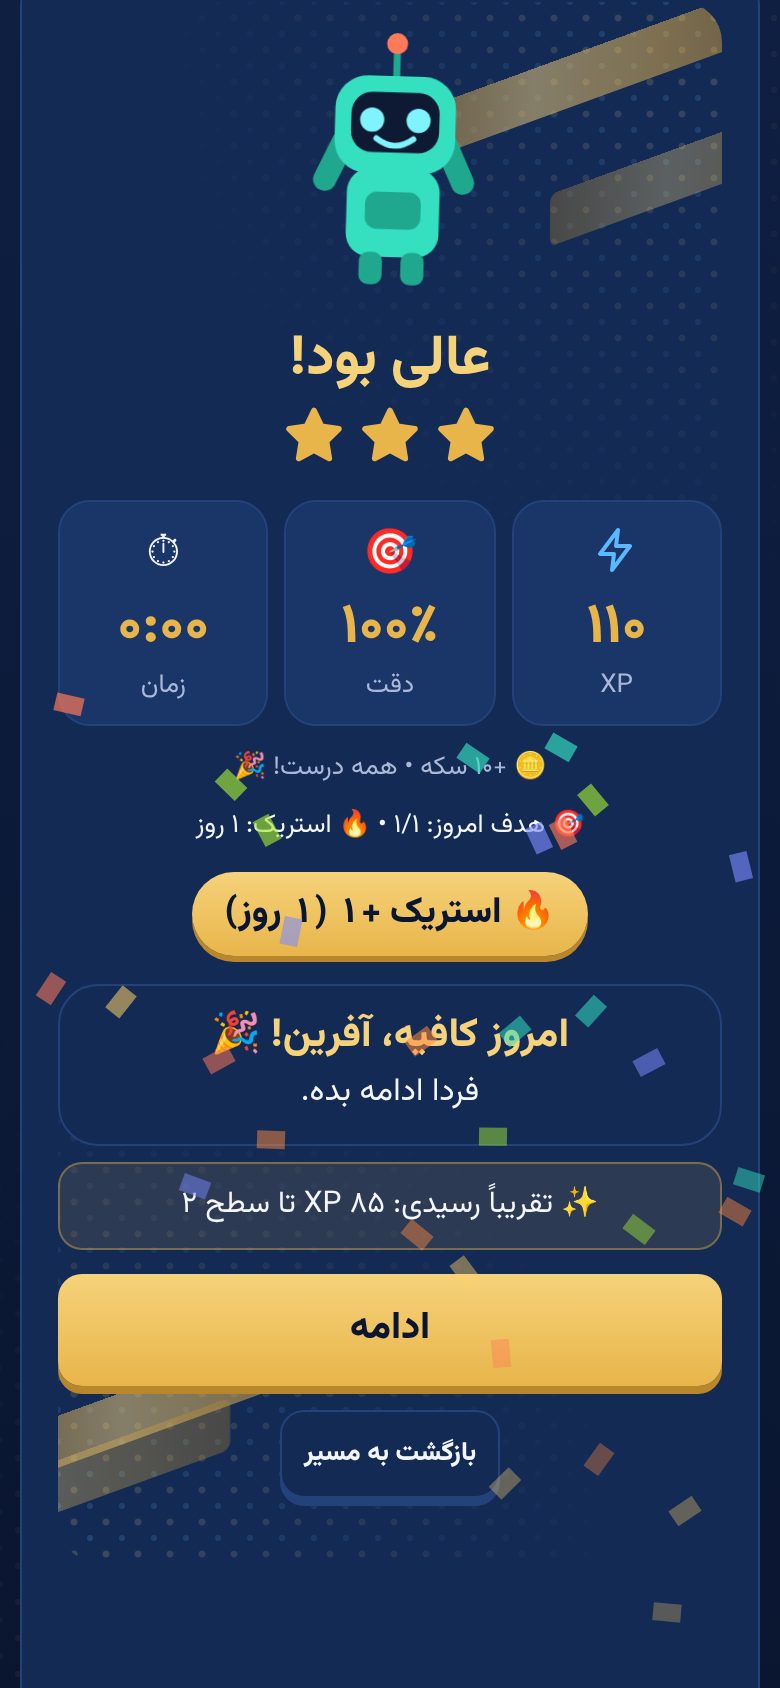 عالی بود!
۱۱۰
XP
۱۰۰٪
دقت
۰:۰۰
زمان
🪙 +۱۰ سکه • همه درست! 🎉
🎯 هدف امروز: ۱/۱ • 🔥 استریک: ۱ روز
🔥 استریک +۱ (۱ روز)
امروز کافیه، آفرین! 🎉
فردا ادامه بده.
✨ تقریباً رسیدی: ۸۵ XP تا سطح ۲
ادامه
بازگشت به مسیر